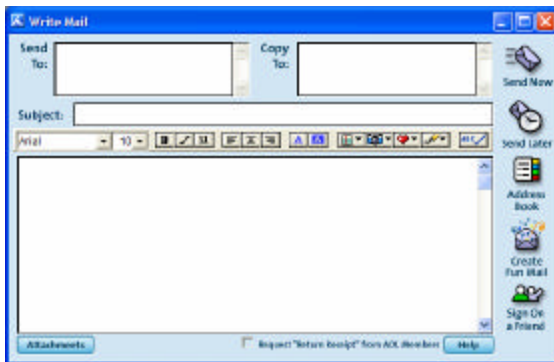 Write Mail
Send
To:
Copy
To:
Send Now
Subject:
Send Later
Arial
10
B I U
A A
ABC
Address
Book
Create
Fun Mail
Sign On
a Friend
Attachments
Request "Return Receipt" from AOL Members
Help